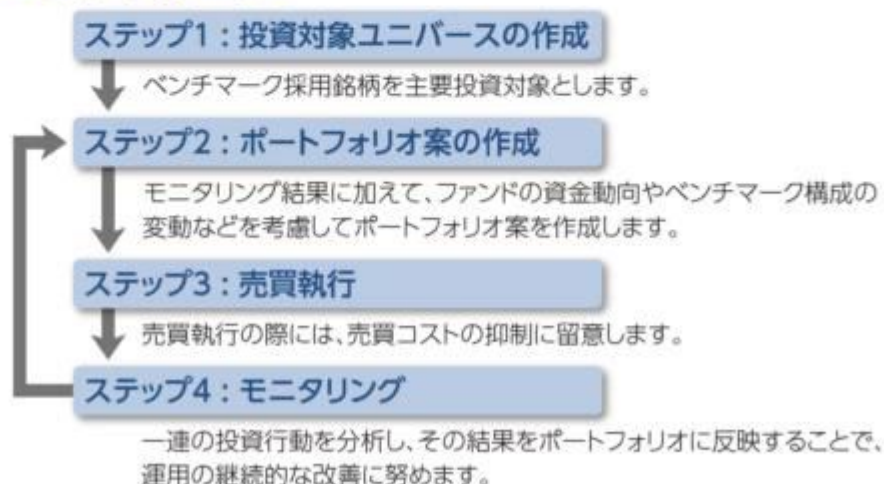 ステップ1：投資対象ユニバースの作成
ベンチマーク採用銘柄を主要投資対象とします。
ステップ2：ポートフォリオ案の作成
モニタリング結果に加えて、ファンドの資金動向やベンチマーク構成の
変動などを考慮してポートフォリオ案を作成します。
ステップ3：売買執行
売買執行の際には、売買コストの抑制に留意します。
ステップ4：モニタリング
一連の投資行動を分析し、その結果をポートフォリオに反映することで、
運用の継続的な改善に努めます。